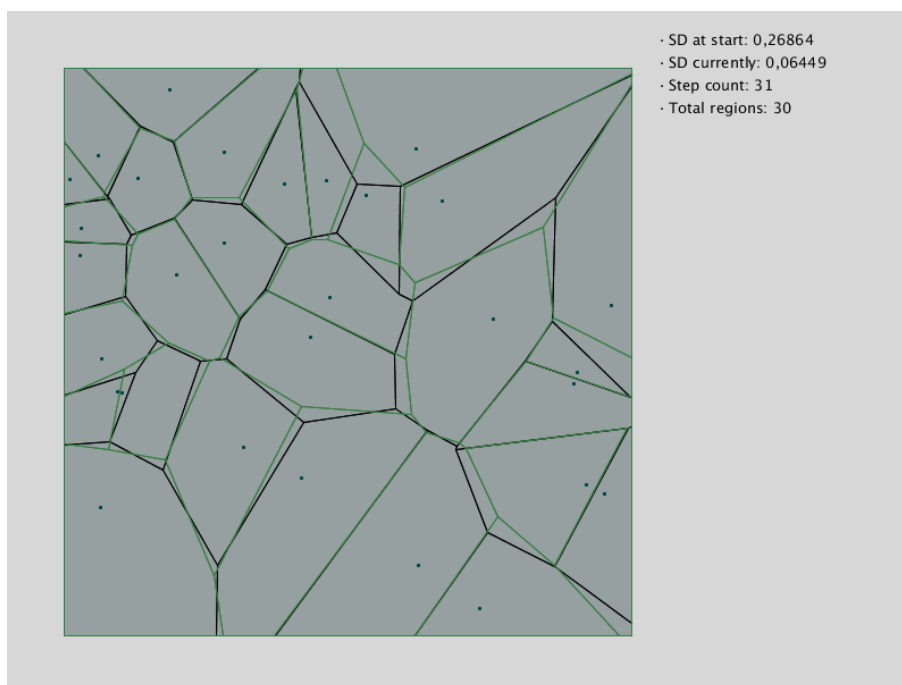 · SD at start: 0,26864
· SD currently: 0,06449
· Step count: 31
· Total regions: 30